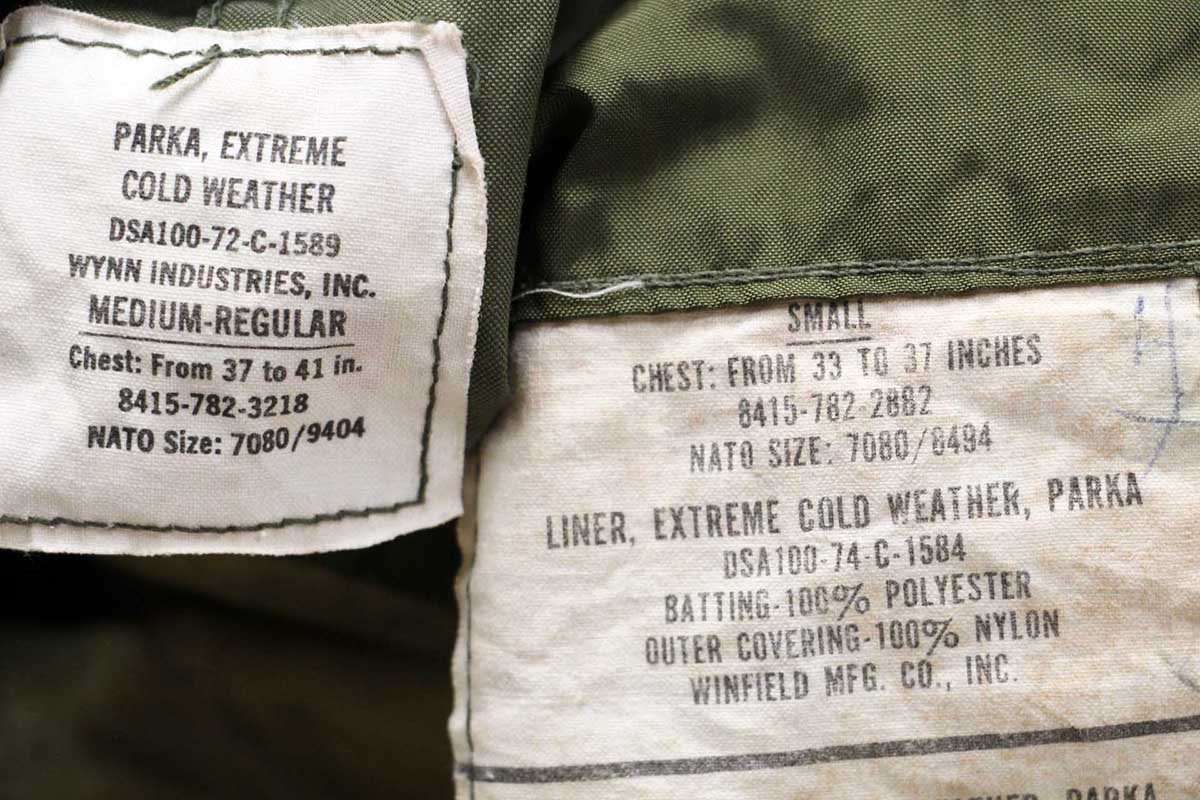 PARKA, EXTREME
COLD WEATHER
DSA100-72-C-1589
WYNN INDUSTRIES, INC.
MEDIUM-REGULAR
Chest: From 37 to 41 in.
8415-782-3218
NATO Size: 7080/9404
SMALL
CHEST: FROM 33 TO 37 INCHES
8415-782-2882
NATO SIZE: 7080/8494
LINER, EXTREME COLD WEATHER, PARKA
DSA100-74-C-1584
BATTING-100% POLYESTER
OUTER COVERING-100% NYLON
WINFIELD MFG. CO., INC.
PARKA